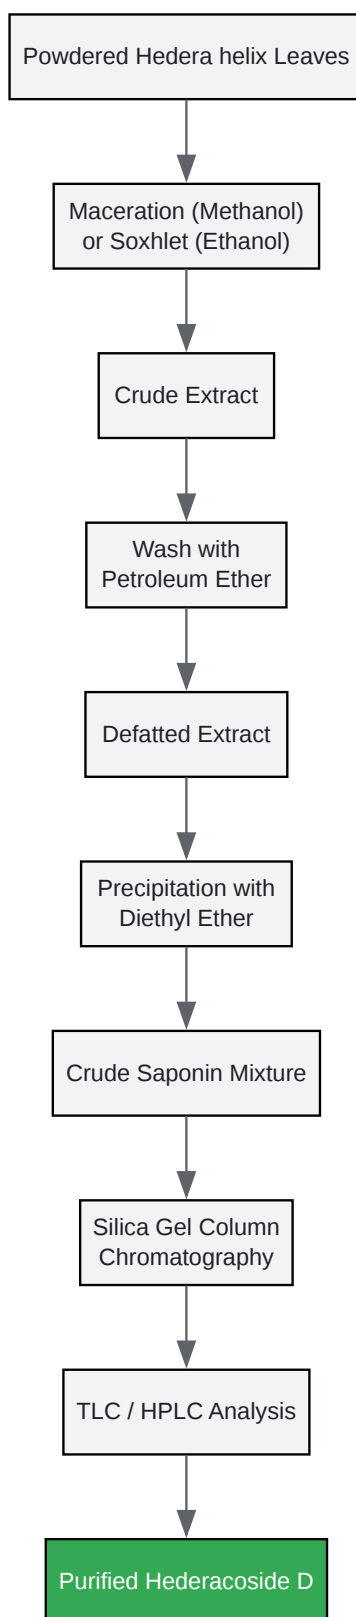 Powdered Hedera helix Leaves
Maceration (Methanol)
or Soxhlet (Ethanol)
Crude Extract
Wash with
Petroleum Ether
Defatted Extract
Precipitation with
Diethyl Ether
Crude Saponin Mixture
Silica Gel Column
Chromatography
TLC / HPLC Analysis
Purified Hederacoside D